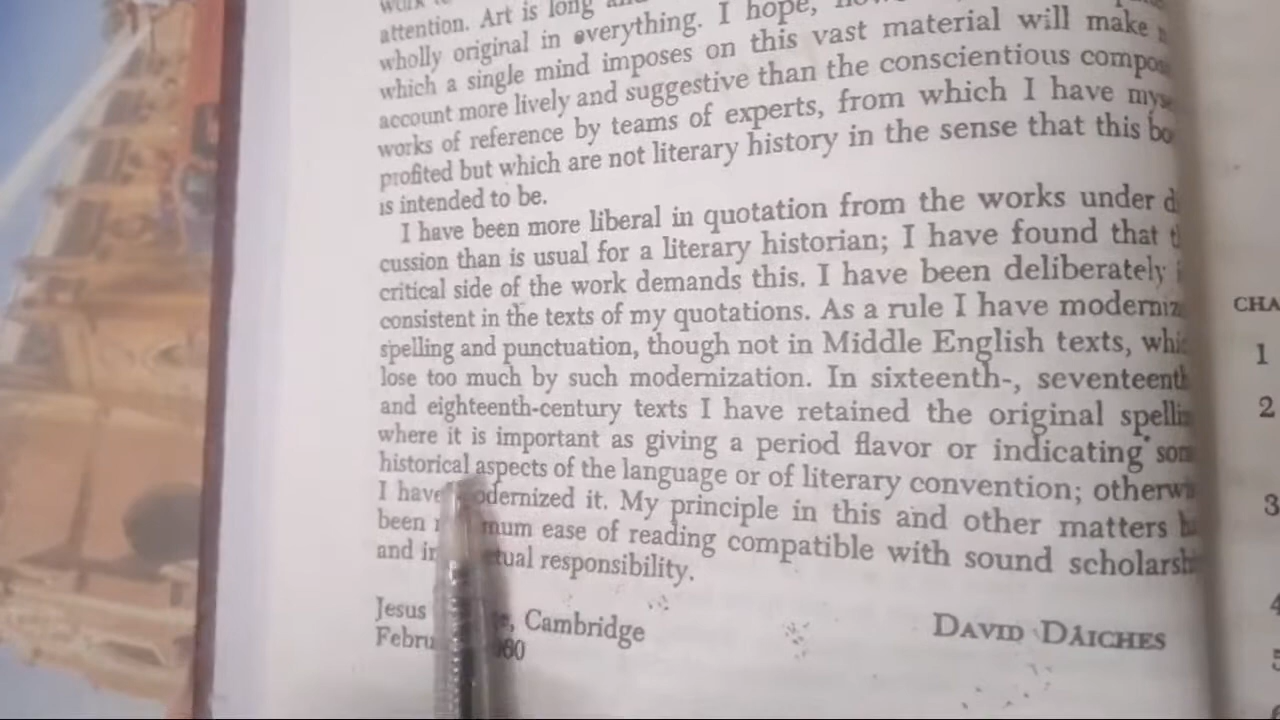 attention. Art is long
wholly original in everything. I hope,
which a single mind imposes on this vast material will make
account more lively and suggestive than the conscientious
works of reference by teams of experts, from which I have
profited but which are not literary history in the sense that this
is intended to be.
I have been more liberal in quotation from the works under
cussion than is usual for a literary historian; I have found that
critical side of the work demands this. I have been deliberately
consistent in the texts of my quotations. As a rule I have
spelling and punctuation, though not in Middle English texts,
lose too much by such modernization. In sixteenth-,
and eighteenth-century texts I have retained the original
where it is important as giving a period flavor or indicating
historical aspects of the language or of literary convention;
I have it. My principle in this and other matters
been ease of reading compatible with sound
and responsibility.
Jesus Cambridge
DAVID DAICHES
CHA
1
2
3